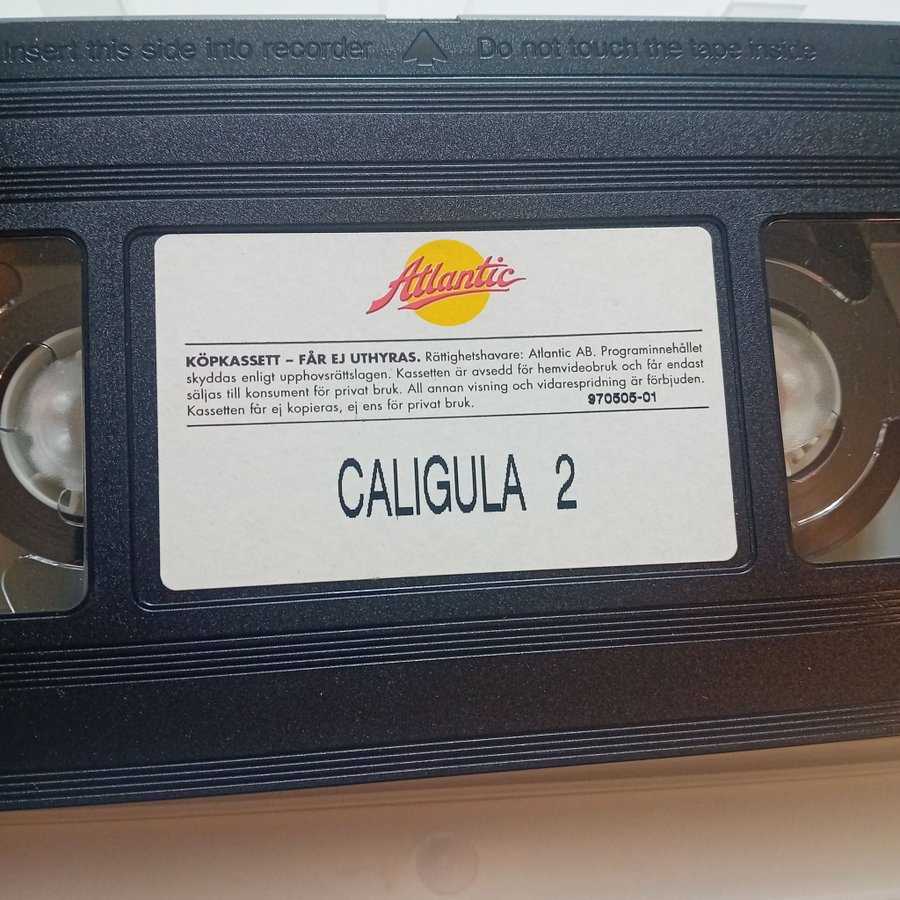 Insert this side into recorder Do not touch the tape inside
Atlantic
KÖPKASSETT – FÅR EJ UTHYRAS. Rättighetshavare: Atlantic AB. Programinnehållet
skyddas enligt upphovsrättslagen. Kassetten är avsedd för hemvideobruk och får endast
säljas till konsument för privat bruk. All annan visning och vidarespridning är förbjuden.
Kassetten får ej kopieras, ej ens för privat bruk. 970505-01
CALIGULA 2